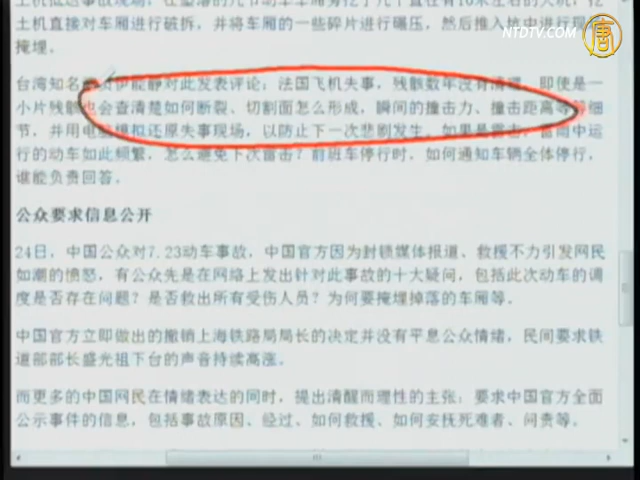 NTDTV.COM
唐
土机直接对车厢进行破拆，并将车厢的一些碎片进行碾压，然后推入坑中进行
掩埋。
台湾知名 伊能静对此发表评论：法国飞机失事，残骸数年没有清理，即使是一
小片残骸也会查清楚如何断裂、切割面怎么形成，瞬间的撞击力、撞击距离等等细
节，并用电脑模拟还原失事现场，以防止下一次悲剧发生。如果是雷击，雷雨中运
行的动车如此频繁，怎么避免下次雷击？前班车停行时，如何通知车辆全体停行，
谁能负责回答。
公众要求信息公开
24日，中国公众对7.23动车事故，中国官方因为封锁媒体报道、救援不力引发网民
如潮的愤怒，有公众先是在网络上发出针对此事故的十大疑问，包括此次动车的调
度是否存在问题？是否救出所有受伤人员？为何要掩埋掉落的车厢等。
中国官方立即做出的撤销上海铁路局局长的决定并没有平息公众情绪，民间要求铁
道部部长盛光祖下台的声音持续高涨。
而更多的中国网民在情绪表达的同时，提出清醒而理性的主张：要求中国官方全面
公示事件的信息，包括事故原因、经过、如何救援、如何安抚死难者、问责等。